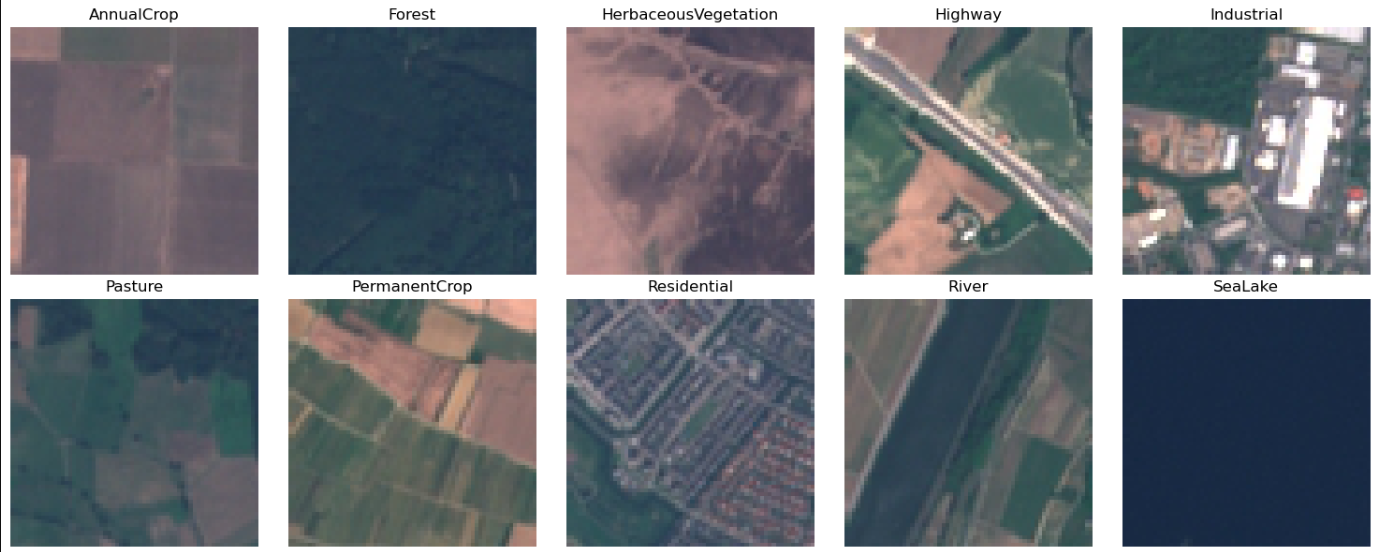 AnnualCrop
Forest
HerbaceousVegetation
Highway
Industrial
Pasture
PermanentCrop
Residential
River
SeaLake